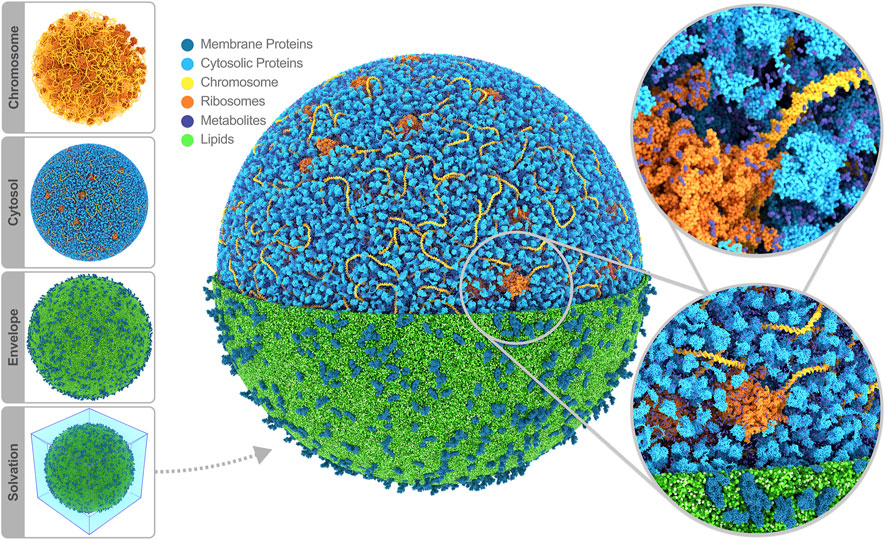 Chromosome
Cytosol
Envelope
Solvation
Membrane Proteins
Cytosolic Proteins
Chromosome
Ribosomes
Metabolites
Lipids